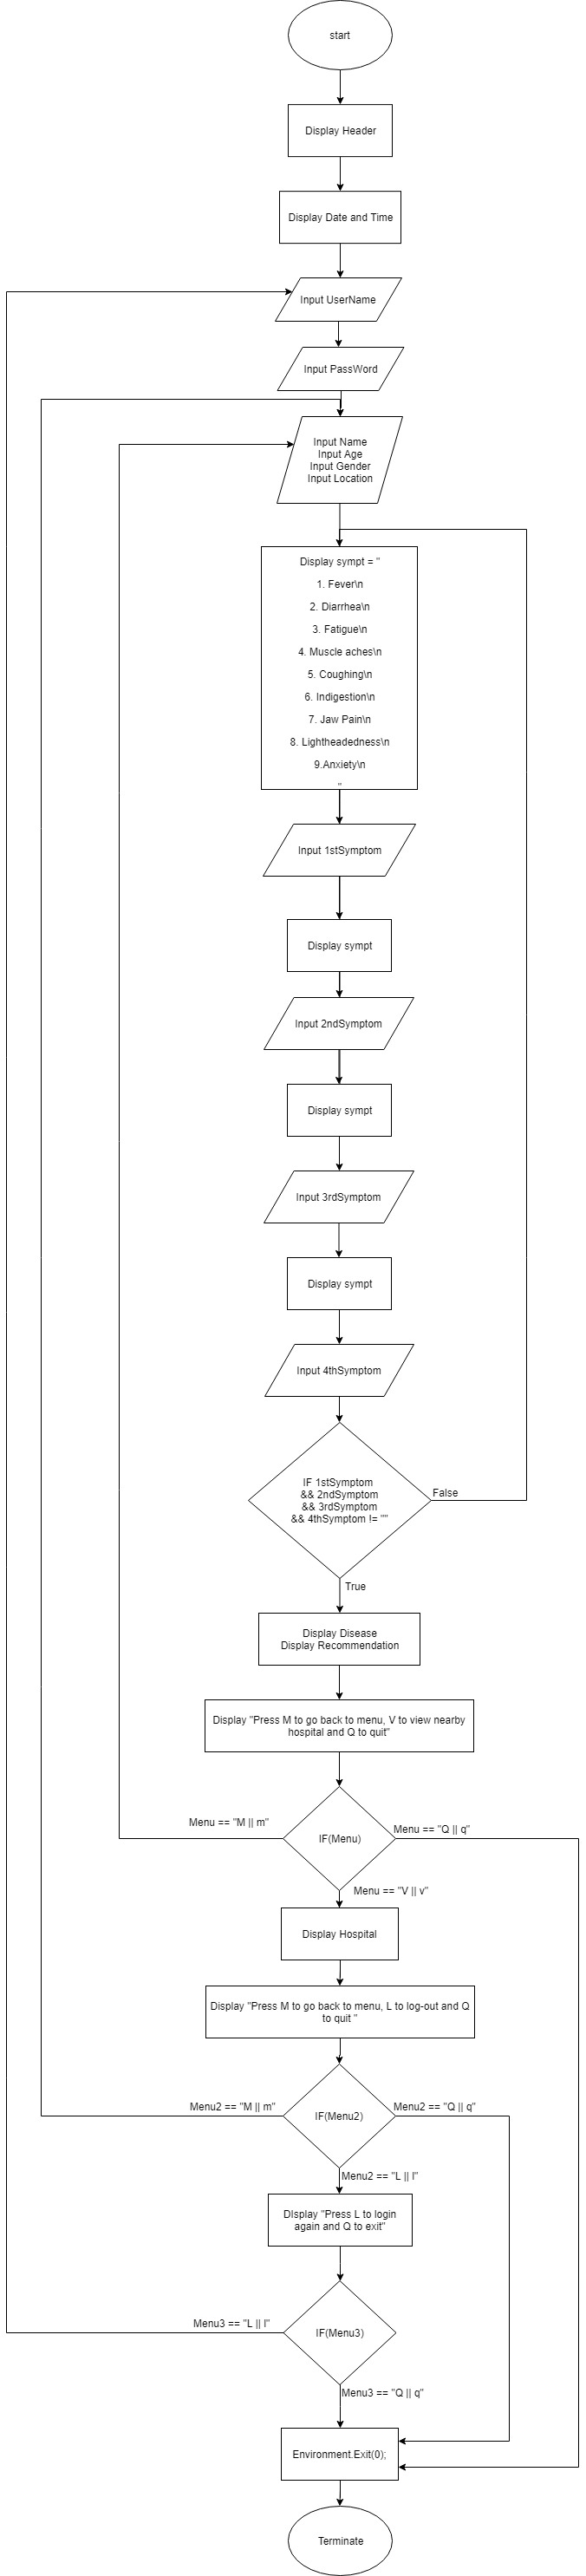 start
Display Header
Display Date and Time
Input UserName
Input PassWord
Input Name
Input Age
Input Gender
Input Location
Display sympt = "
1. Fever\n
2. Diarrhea\n
3. Fatigue\n
4. Muscle aches\n
5. Coughing\n
6. Indigestion\n
7. Jaw Pain\n
8. Lightheadedness\n
9.Anxiety\n
"
Input 1stSymptom
Display sympt
Input 2ndSymptom
Display sympt
Input 3rdSymptom
Display sympt
Input 4thSymptom
IF 1stSymptom
&& 2ndSymptom
&& 3rdSymptom
&& 4thSymptom != ""
False
True
Display Disease
Display Recommendation
Display "Press M to go back to menu, V to view nearby
hospital and Q to quit"
Menu == "M || m"
IF(Menu)
Menu == "Q || q"
Menu == "V || v"
Display Hospital
Display "Press M to go back to menu, L to log-out and Q
to quit "
Menu2 == "M || m"
IF(Menu2)
Menu2 == "Q || q"
Menu2 == "L || l"
DIsplay "Press L to login
again and Q to exit"
Menu3 == "L || l"
IF(Menu3)
Menu3 == "Q || q"
Environment.Exit(0);
Terminate